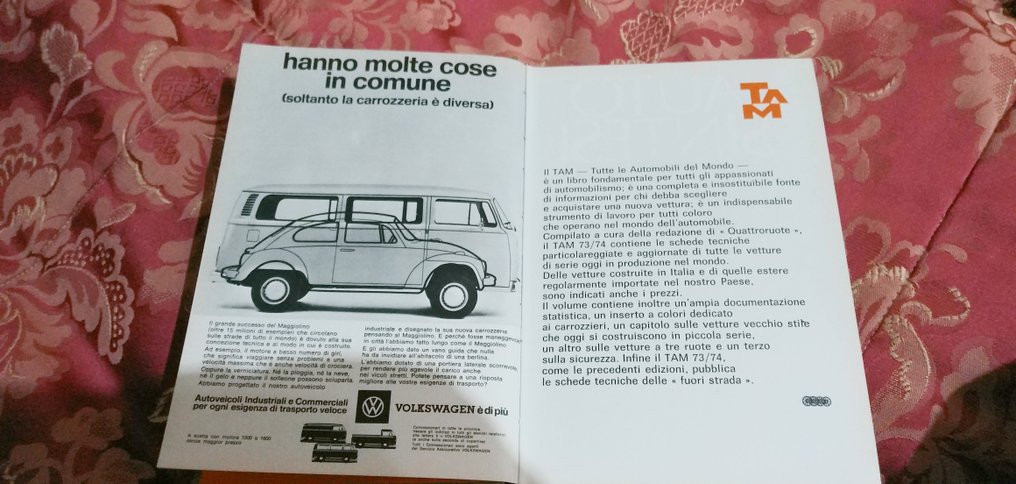 hanno molte cose
in comune
(soltanto la carrozzeria è diversa)
Il grande successo del Maggiolino
(oltre 15 milioni di esemplari che circolano
sulle strade di tutto il mondo) è dovuto alla sua
concezione tecnica e al modo in cui è costruito.
Ad esempio, il motore a basso numero di giri,
che significa viaggiare senza problemi a una
velocità massima che è anche velocità di crociera.
Oppure la verniciatura. Né la pioggia, né la neve,
né il gelo e neppure il solleone possono sciuparla.
Abbiamo progettato il nostro autoveicolo
industriale e disegnato la sua nuova carrozzeria
pensando al Maggiolino. E perché fosse maneggevole
in città l'abbiamo fatto lungo come il Maggiolino.
E gli abbiamo dato un vano guida che nulla
ha da invidiare all'abitacolo di una berlina.
L'abbiamo dotato di una portiera laterale scorrevole,
per rendere più agevole il carico anche
nei vicoli stretti. Potete pensare a una risposta
migliore alle vostre esigenze di trasporto?
Autoveicoli Industriali e Commerciali
per ogni esigenza di trasporto veloce
VOLKSWAGEN è di più
A scelta con motore 1300 o 1600
senza maggior prezzo
TAM
Il TAM — Tutte le Automobili del Mondo —
è un libro fondamentale per tutti gli appassionati
di automobilismo; è una completa e insostituibile fonte
di informazioni per chi debba scegliere
e acquistare una nuova vettura; è un indispensabile
strumento di lavoro per tutti coloro
che operano nel mondo dell'automobile.
Compilato a cura della redazione di « Quattroruote »,
il TAM 73/74 contiene le schede tecniche
particolareggiate e aggiornate di tutte le vetture
di serie oggi in produzione nel mondo.
Delle vetture costruite in Italia e di quelle estere
regolarmente importate nel nostro Paese,
sono indicati anche i prezzi.
Il volume contiene inoltre un'ampia documentazione
statistica, un inserto a colori dedicato
ai carrozzieri, un capitolo sulle vetture vecchio stile
che oggi si costruiscono in piccola serie,
un altro sulle vetture a tre ruote e un terzo
sulla sicurezza. Infine il TAM 73/74,
come le precedenti edizioni, pubblica
le schede tecniche delle « fuori strada ».